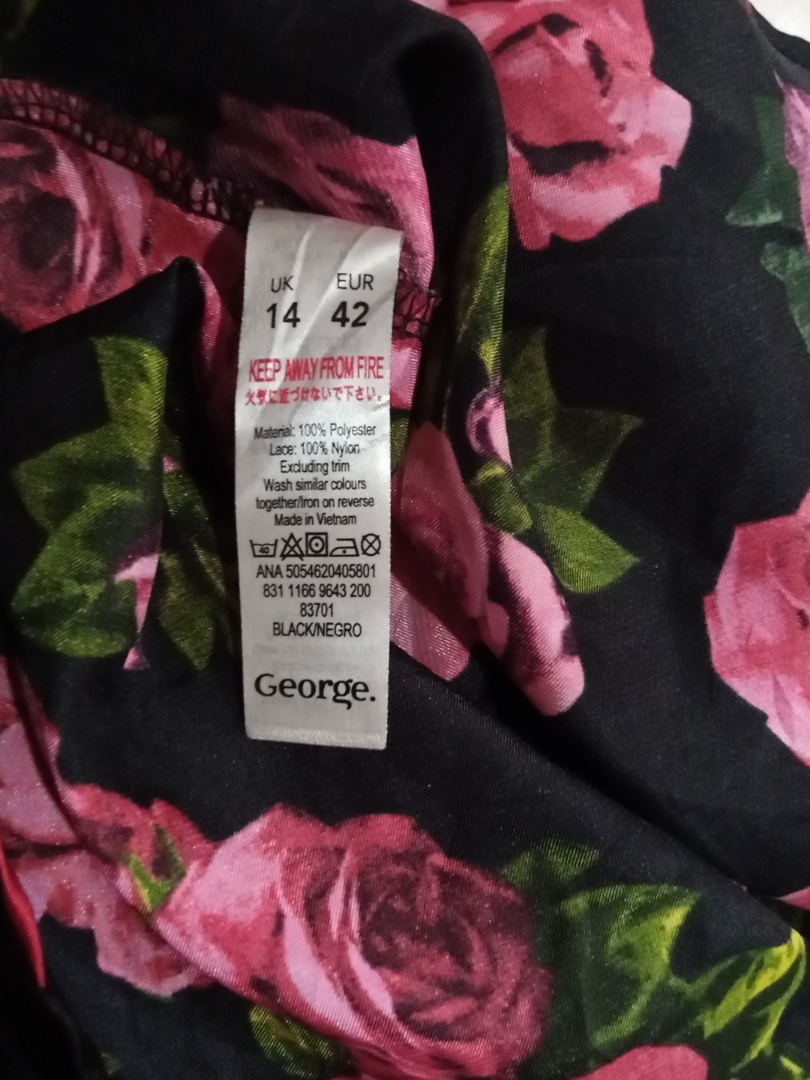 UK EUR
14 42
KEEP AWAY FROM FIRE
火気に近づけないで下さい。
Material: 100% Polyester
Lace: 100% Nylon
Excluding trim
Wash similar colours
together/Iron on reverse
Made in Vietnam
40
ANA 5054620405801
831 1166 9643 200
83701
BLACK/NEGRO
George.